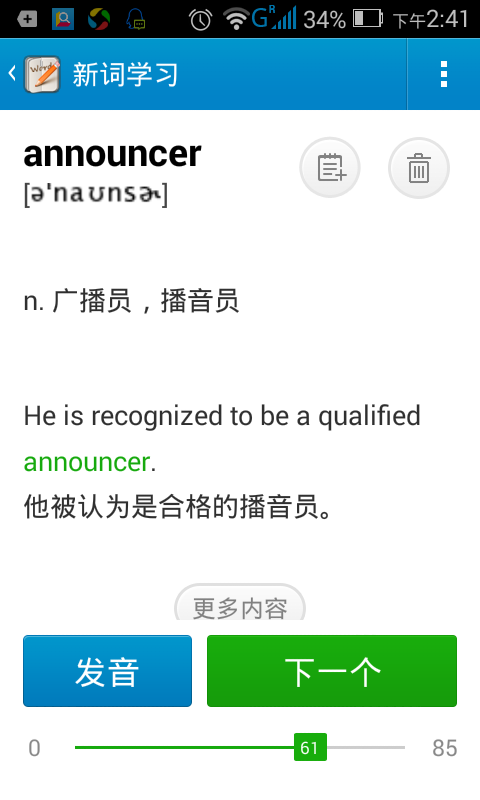 34% 下午2:41
新词学习
announcer
[ə'naʊnsɚ]
n. 广播员，播音员
He is recognized to be a qualified
announcer.
他被认为是合格的播音员。
更多内容
发音 下一个
0 61 85